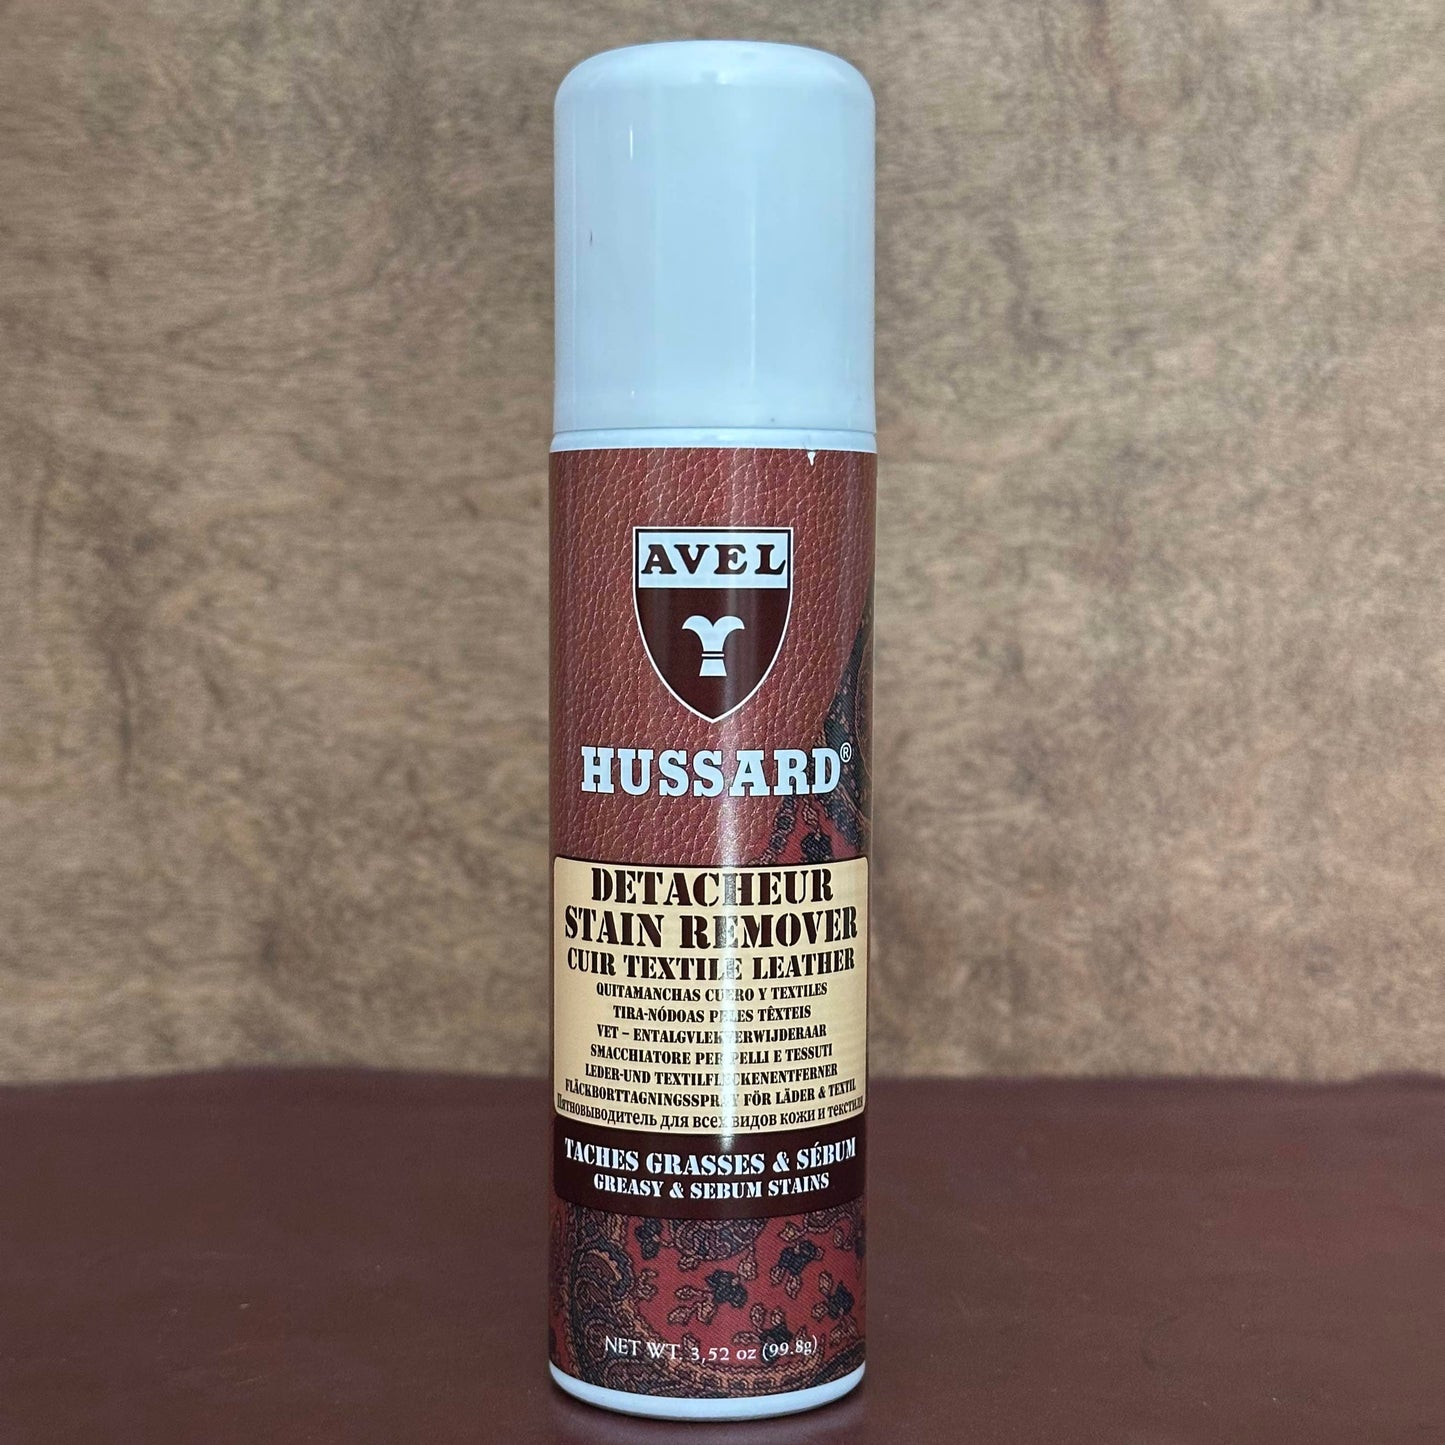 AVEL
HUSSARD®
DETACHEUR
STAIN REMOVER
CUIR TEXTILE LEATHER
QUITAMANCHAS CUERO Y TEXTILES
TIRA-NÓDOAS PELES TÊXTEIS
VET – ENTALGVLEKVERWIJDERAAR
SMACCHIATORE PER PELLI E TESSUTI
LEDER-UND TEXTILFLECKENENTFERNER
FLÄCKBORTTAGNINGSSPRAY FÖR LÄDER & TEXTIL
Пятновыводитель для всех видов кожи и текстиля
TACHES GRASSES & SÉBUM
GREASY & SEBUM STAINS
NET WT. 3,52 oz (99.8g)